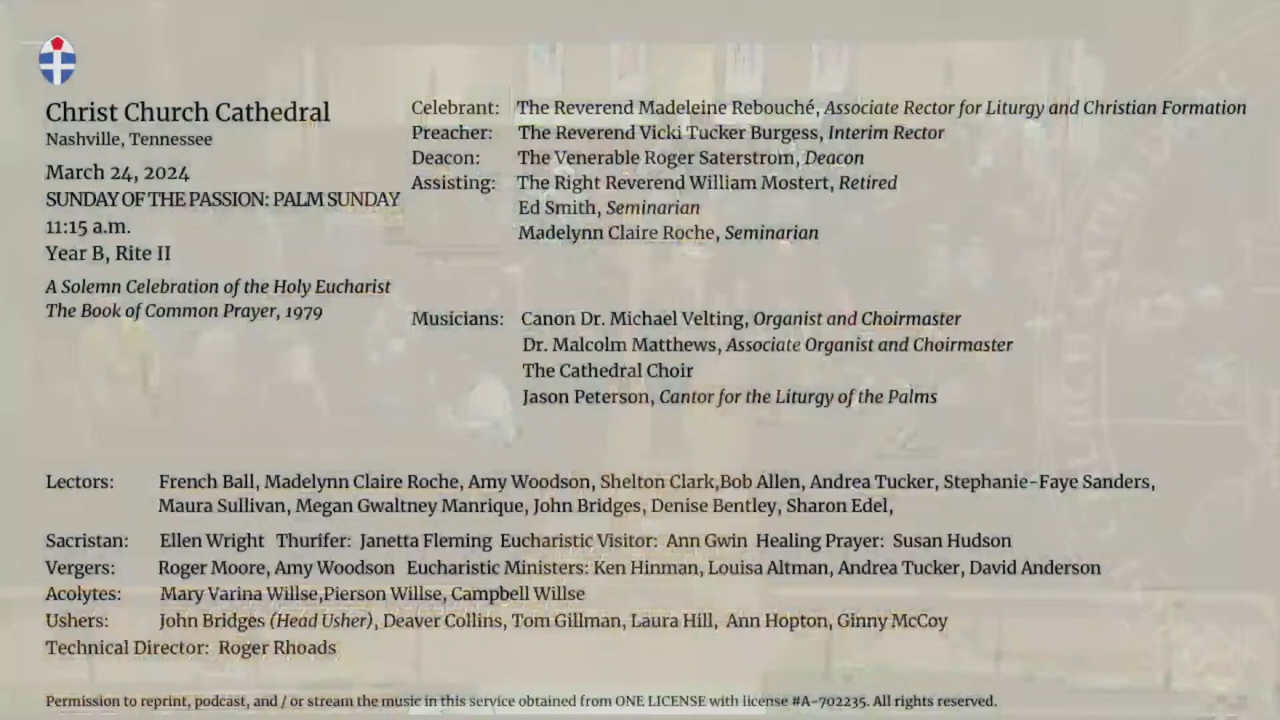 Christ Church Cathedral
Nashville, Tennessee
March 24, 2024
SUNDAY OF THE PASSION: PALM SUNDAY
11:15 a.m.
Year B, Rite II
A Solemn Celebration of the Holy Eucharist
The Book of Common Prayer, 1979
Celebrant: The Reverend Madeleine Rebouché, Associate Rector for Liturgy and Christian Formation
Preacher: The Reverend Vicki Tucker Burgess, Interim Rector
Deacon: The Venerable Roger Saterstrom, Deacon
Assisting: The Right Reverend William Mostert, Retired
Ed Smith, Seminarian
Madelynn Claire Roche, Seminarian
Musicians: Canon Dr. Michael Velting, Organist and Choirmaster
Dr. Malcolm Matthews, Associate Organist and Choirmaster
The Cathedral Choir
Jason Peterson, Cantor for the Liturgy of the Palms
Lectors: French Ball, Madelynn Claire Roche, Amy Woodson, Shelton Clark,Bob Allen, Andrea Tucker, Stephanie-Faye Sanders,
Maura Sullivan, Megan Gwaltney Manrique, John Bridges, Denise Bentley, Sharon Edel,
Sacristan: Ellen Wright Thurifer: Janetta Fleming Eucharistic Visitor: Ann Gwin Healing Prayer: Susan Hudson
Vergers: Roger Moore, Amy Woodson Eucharistic Ministers: Ken Hinman, Louisa Altman, Andrea Tucker, David Anderson
Acolytes: Mary Varina Willse,Pierson Willse, Campbell Willse
Ushers: John Bridges (Head Usher), Deaver Collins, Tom Gillman, Laura Hill, Ann Hopton, Ginny McCoy
Technical Director: Roger Rhoads
Permission to reprint, podcast, and / or stream the music in this service obtained from ONE LICENSE with license #A-702235. All rights reserved.